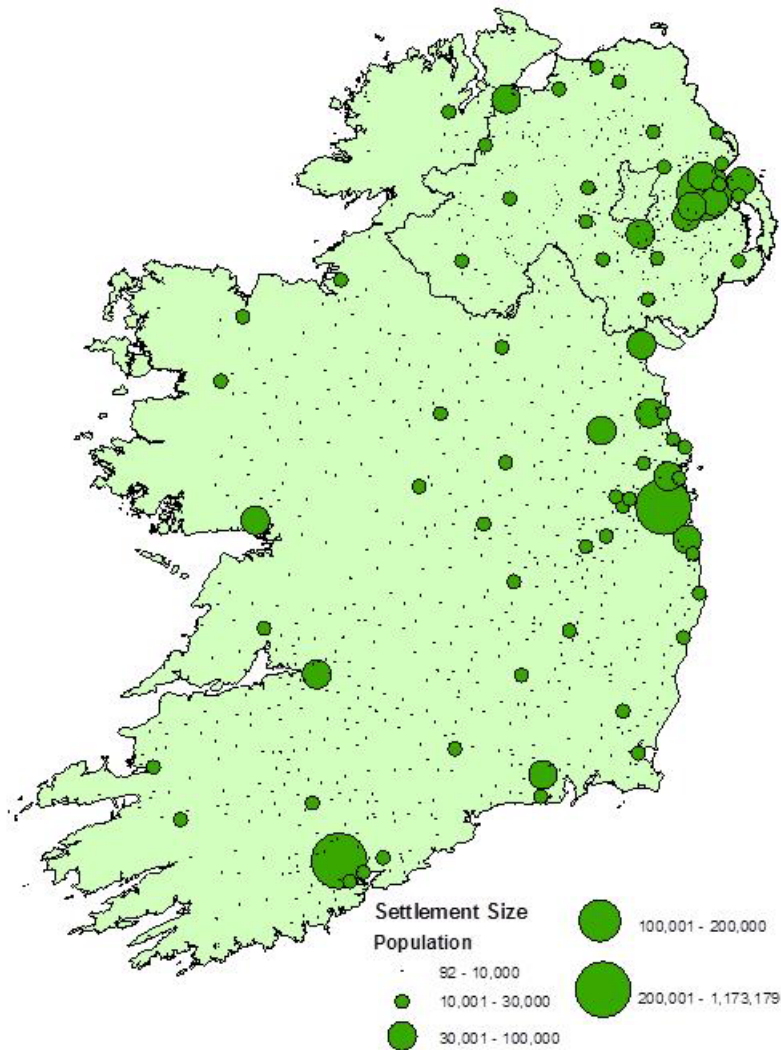 Settlement Size
Population
92 - 10,000
10,001 - 30,000
30,001 - 100,000
100,001 - 200,000
200,001 - 1,173,179